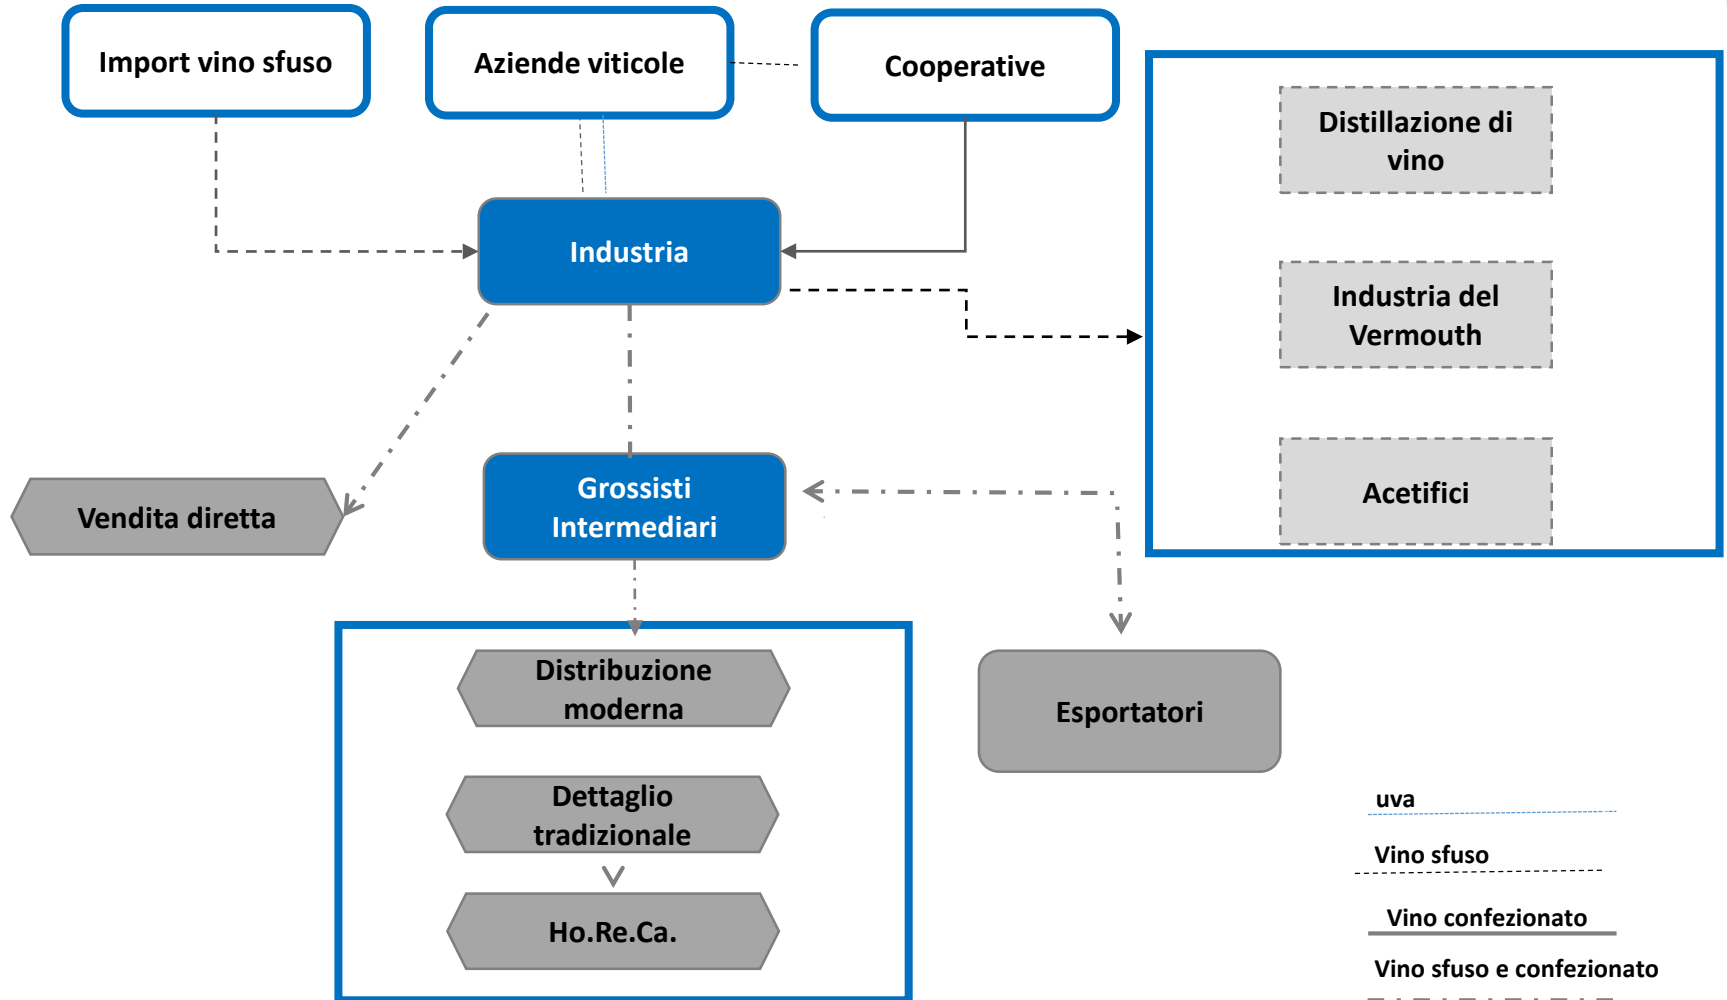 Import vino sfuso
Aziende viticole
Cooperative
Distillazione di
vino
Industria
Industria del
Vermouth
Grossisti
Intermediari
Acetifici
Vendita diretta
Distribuzione
moderna
Esportatori
Dettaglio
tradizionale
Ho.Re.Ca.
uva
Vino sfuso
Vino confezionato
Vino sfuso e confezionato